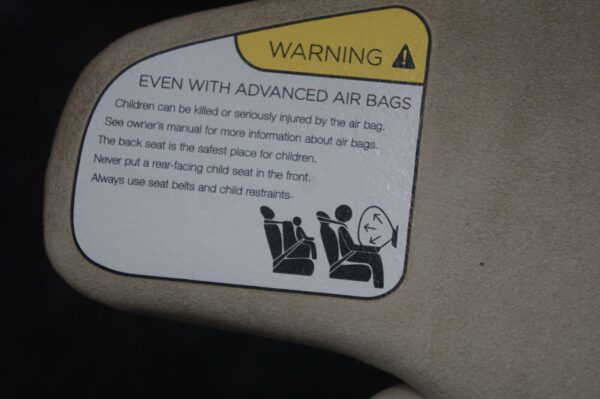 WARNING
EVEN WITH ADVANCED AIR BAGS
Children can be killed or seriously injured by the air bag.
See owner's manual for more information about air bags.
The back seat is the safest place for children.
Never put a rear-facing child seat in the front.
Always use seat belts and child restraints.